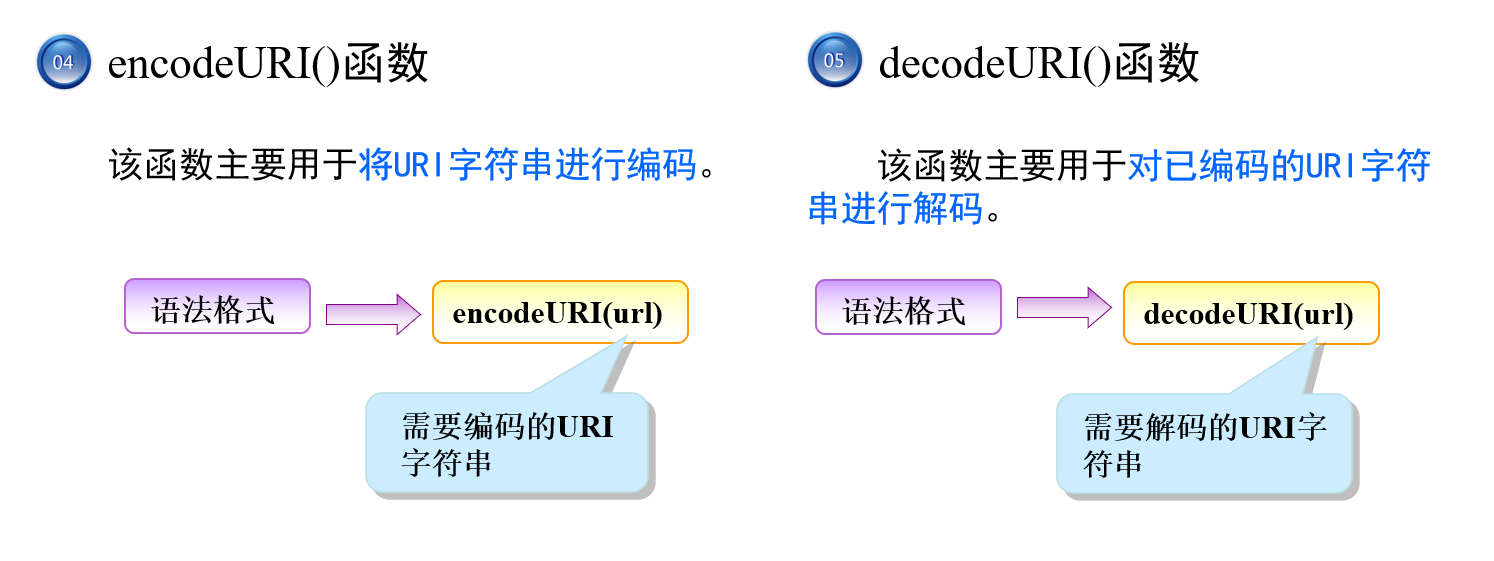 04
encodeURI()函数
该函数主要用于将URI字符串进行编码。
语法格式
encodeURI(url)
需要编码的URI
字符串
05
decodeURI()函数
该函数主要用于对已编码的URI字符
串进行解码。
语法格式
decodeURI(url)
需要解码的URI字
符串